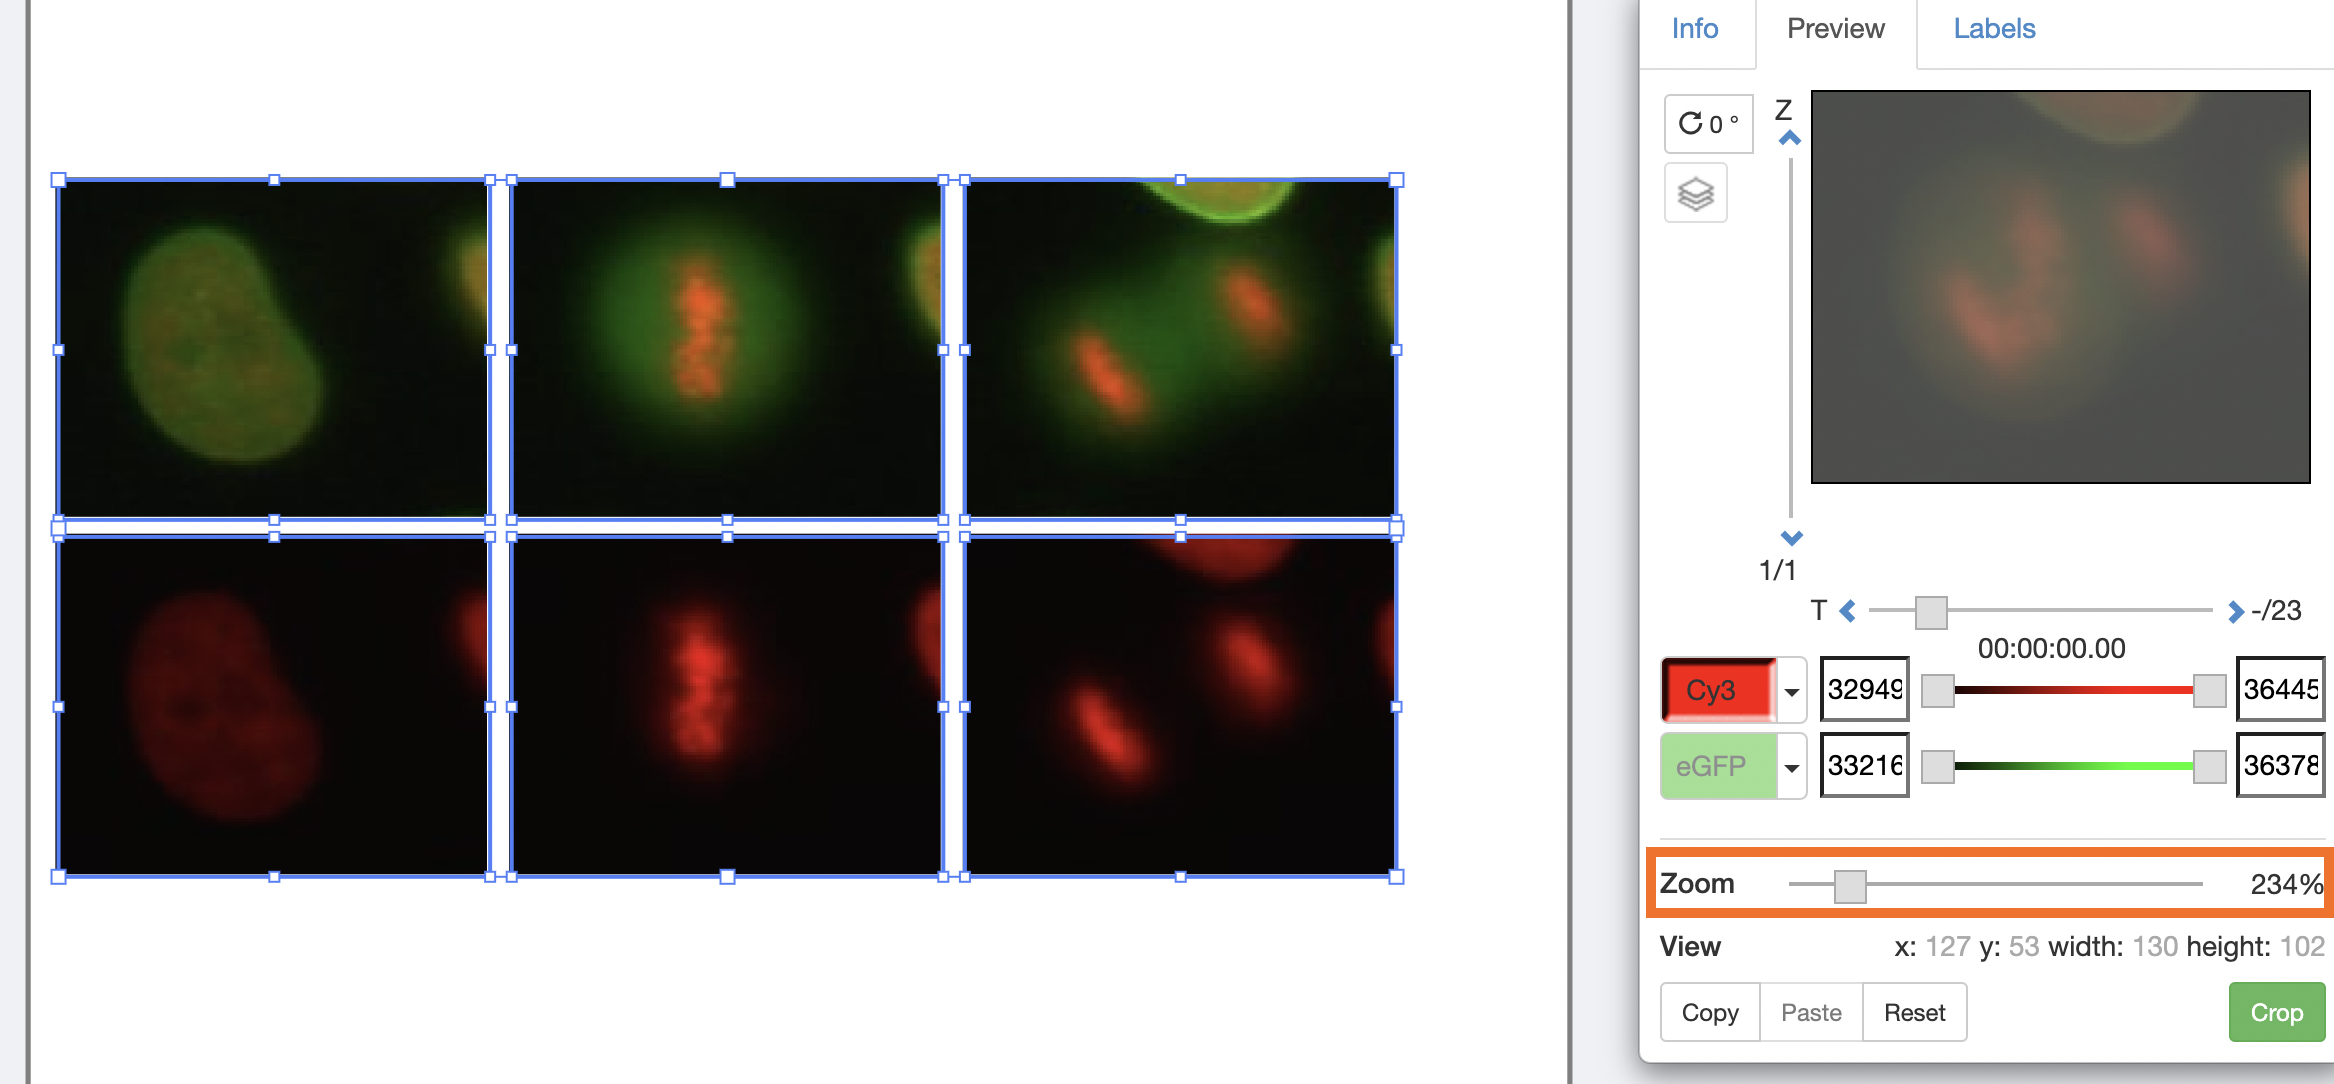 Info Preview Labels
0 °
Z
1/1
T -/23
00:00:00.00
Cy3 32949 36445
eGFP 33216 36378
Zoom 234%
View x: 127 y: 53 width: 130 height: 102
Copy Paste Reset Crop